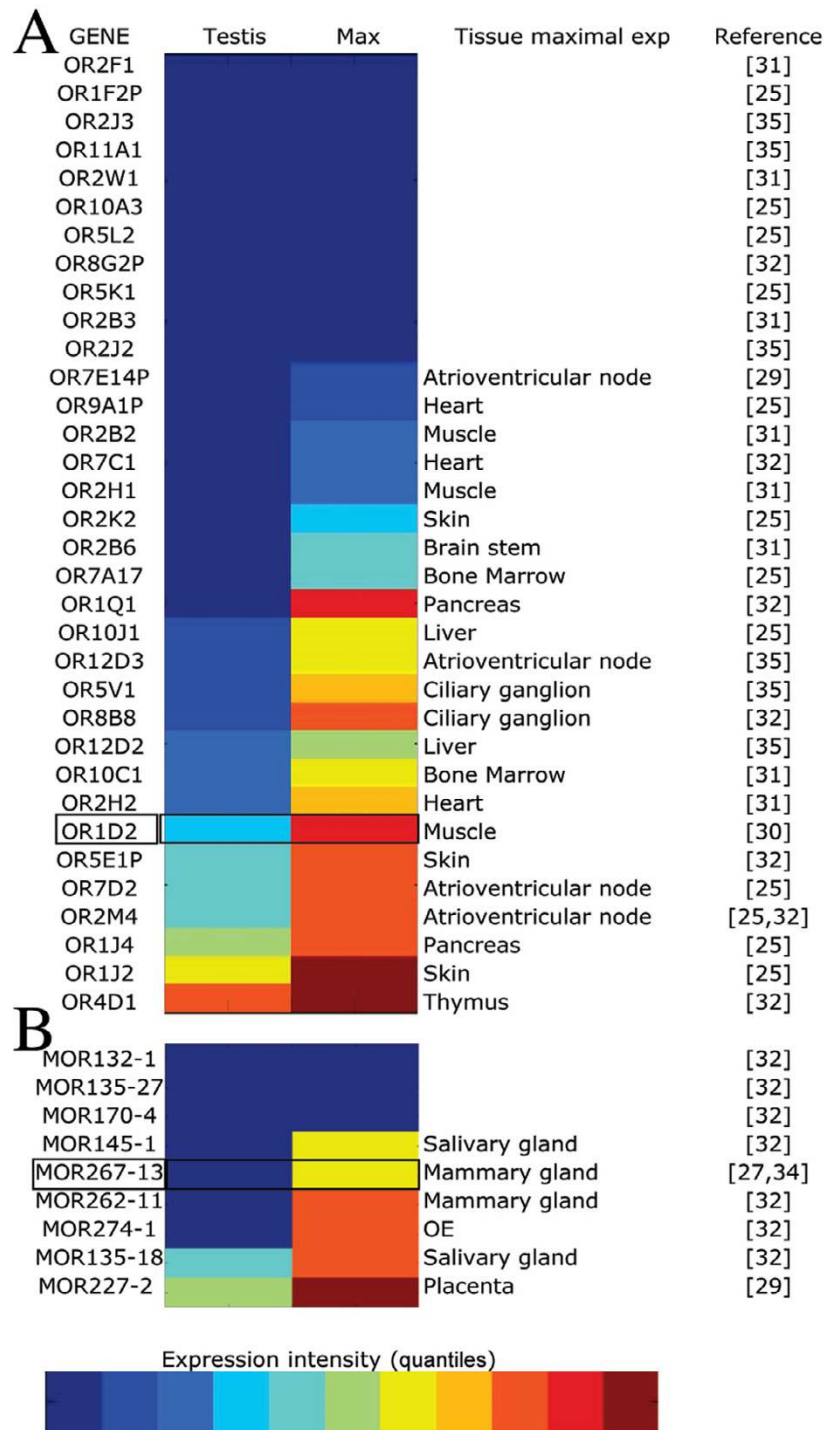 A GENE Testis Max Tissue maximal exp Reference
OR2F1 [31]
OR1F2P [25]
OR2J3 [35]
OR11A1 [35]
OR2W1 [31]
OR10A3 [25]
OR5L2 [25]
OR8G2P [32]
OR5K1 [25]
OR2B3 [31]
OR2J2 [35]
OR7E14P Atrioventricular node [29]
OR9A1P Heart [25]
OR2B2 Muscle [31]
OR7C1 Heart [32]
OR2H1 Muscle [31]
OR2K2 Skin [25]
OR2B6 Brain stem [31]
OR7A17 Bone Marrow [25]
OR1Q1 Pancreas [32]
OR10J1 Liver [25]
OR12D3 Atrioventricular node [35]
OR5V1 Ciliary ganglion [35]
OR8B8 Ciliary ganglion [32]
OR12D2 Liver [35]
OR10C1 Bone Marrow [31]
OR2H2 Heart [31]
OR1D2 Muscle [30]
OR5E1P Skin [32]
OR7D2 Atrioventricular node [25]
OR2M4 Atrioventricular node [25,32]
OR1J4 Pancreas [25]
OR1J2 Skin [25]
OR4D1 Thymus [32]
B
MOR132-1 [32]
MOR135-27 [32]
MOR170-4 [32]
MOR145-1 Salivary gland [32]
MOR267-13 Mammary gland [27,34]
MOR262-11 Mammary gland [32]
MOR274-1 OE [32]
MOR135-18 Salivary gland [32]
MOR227-2 Placenta [29]
Expression intensity (quantiles)